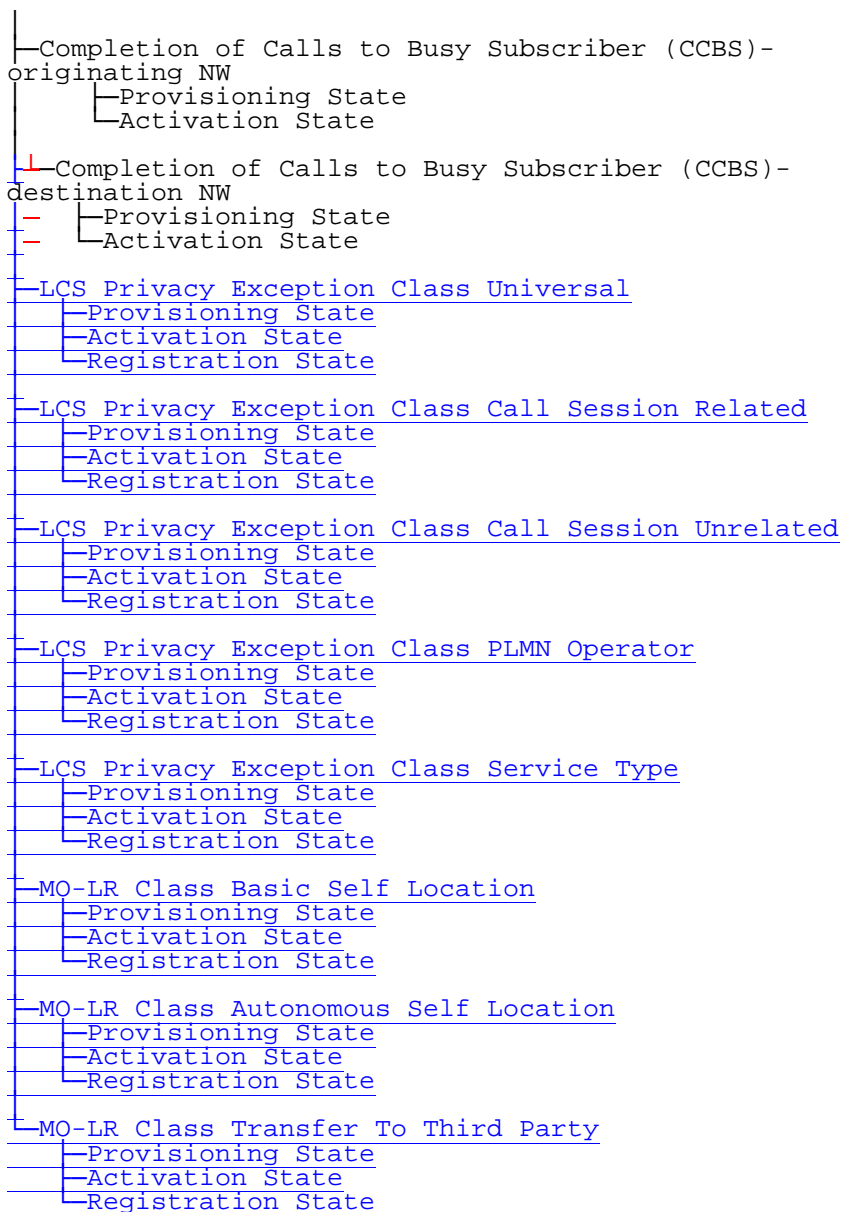 │
├─Completion of Calls to Busy Subscriber (CCBS)-
originating NW
│    ├─Provisioning State
│    └─Activation State
│
├┴─Completion of Calls to Busy Subscriber (CCBS)-
destination NW
│─  ├─Provisioning State
│─  └─Activation State
│
├─LCS Privacy Exception Class Universal
│  ├─Provisioning State
│  ├─Activation State
│  └─Registration State
│
├─LCS Privacy Exception Class Call Session Related
│  ├─Provisioning State
│  ├─Activation State
│  └─Registration State
│
├─LCS Privacy Exception Class Call Session Unrelated
│  ├─Provisioning State
│  ├─Activation State
│  └─Registration State
│
├─LCS Privacy Exception Class PLMN Operator
│  ├─Provisioning State
│  ├─Activation State
│  └─Registration State
│
├─LCS Privacy Exception Class Service Type
│  ├─Provisioning State
│  ├─Activation State
│  └─Registration State
│
├─MO-LR Class Basic Self Location
│  ├─Provisioning State
│  ├─Activation State
│  └─Registration State
│
├─MO-LR Class Autonomous Self Location
│  ├─Provisioning State
│  ├─Activation State
│  └─Registration State
│
└─MO-LR Class Transfer To Third Party
   ├─Provisioning State
   ├─Activation State
   └─Registration State